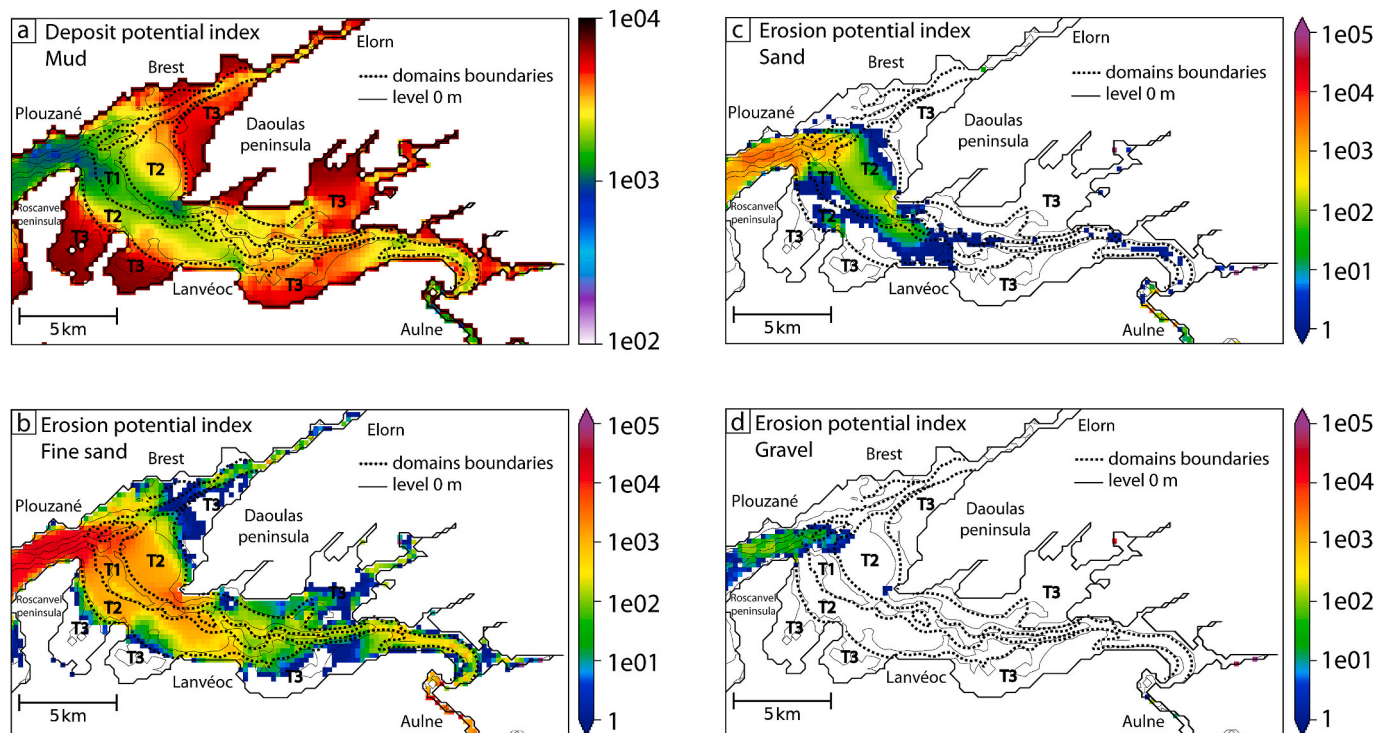 a Deposit potential index
Mud
Elorn
Brest
domains boundaries
level 0 m
Plouzané
T3
Daoulas
peninsula
T1
T2
Roscanvel
peninsula
T2
T3
T3
T3
T3
Lanvéoc
5 km
Aulne
1e04
1e03
1e02
c Erosion potential index
Sand
Elorn
Brest
domains boundaries
level 0 m
Plouzané
T3
Daoulas
peninsula
T1
T2
Roscanvel
peninsula
T2
T3
T3
T3
T3
Lanvéoc
5 km
Aulne
1e05
1e04
1e03
1e02
1e01
1
b Erosion potential index
Fine sand
Elorn
Brest
domains boundaries
level 0 m
Plouzané
T3
Daoulas
peninsula
T1
T2
Roscanvel
peninsula
T2
T3
T3
T3
T3
Lanvéoc
5 km
Aulne
1e05
1e04
1e03
1e02
1e01
1
d Erosion potential index
Gravel
Elorn
Brest
domains boundaries
level 0 m
Plouzané
T3
Daoulas
peninsula
T1
T2
Roscanvel
peninsula
T2
T3
T3
T3
T3
Lanvéoc
5 km
Aulne
1e05
1e04
1e03
1e02
1e01
1